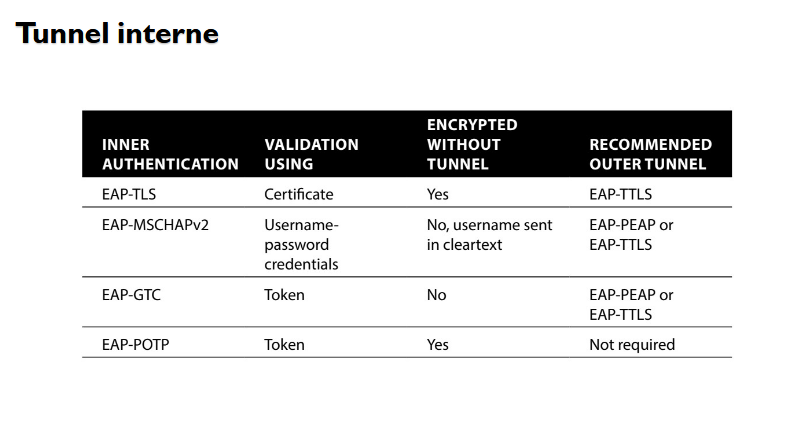 Tunnel interne
INNER AUTHENTICATION
VALIDATION USING
ENCRYPTED WITHOUT TUNNEL
RECOMMENDED OUTER TUNNEL
EAP-TLS
Certificate
Yes
EAP-TTLS
EAP-MSCHAPv2
Username-
password
credentials
No, username sent
in cleartext
EAP-PEAP or
EAP-TTLS
EAP-GTC
Token
No
EAP-PEAP or
EAP-TTLS
EAP-POTP
Token
Yes
Not required